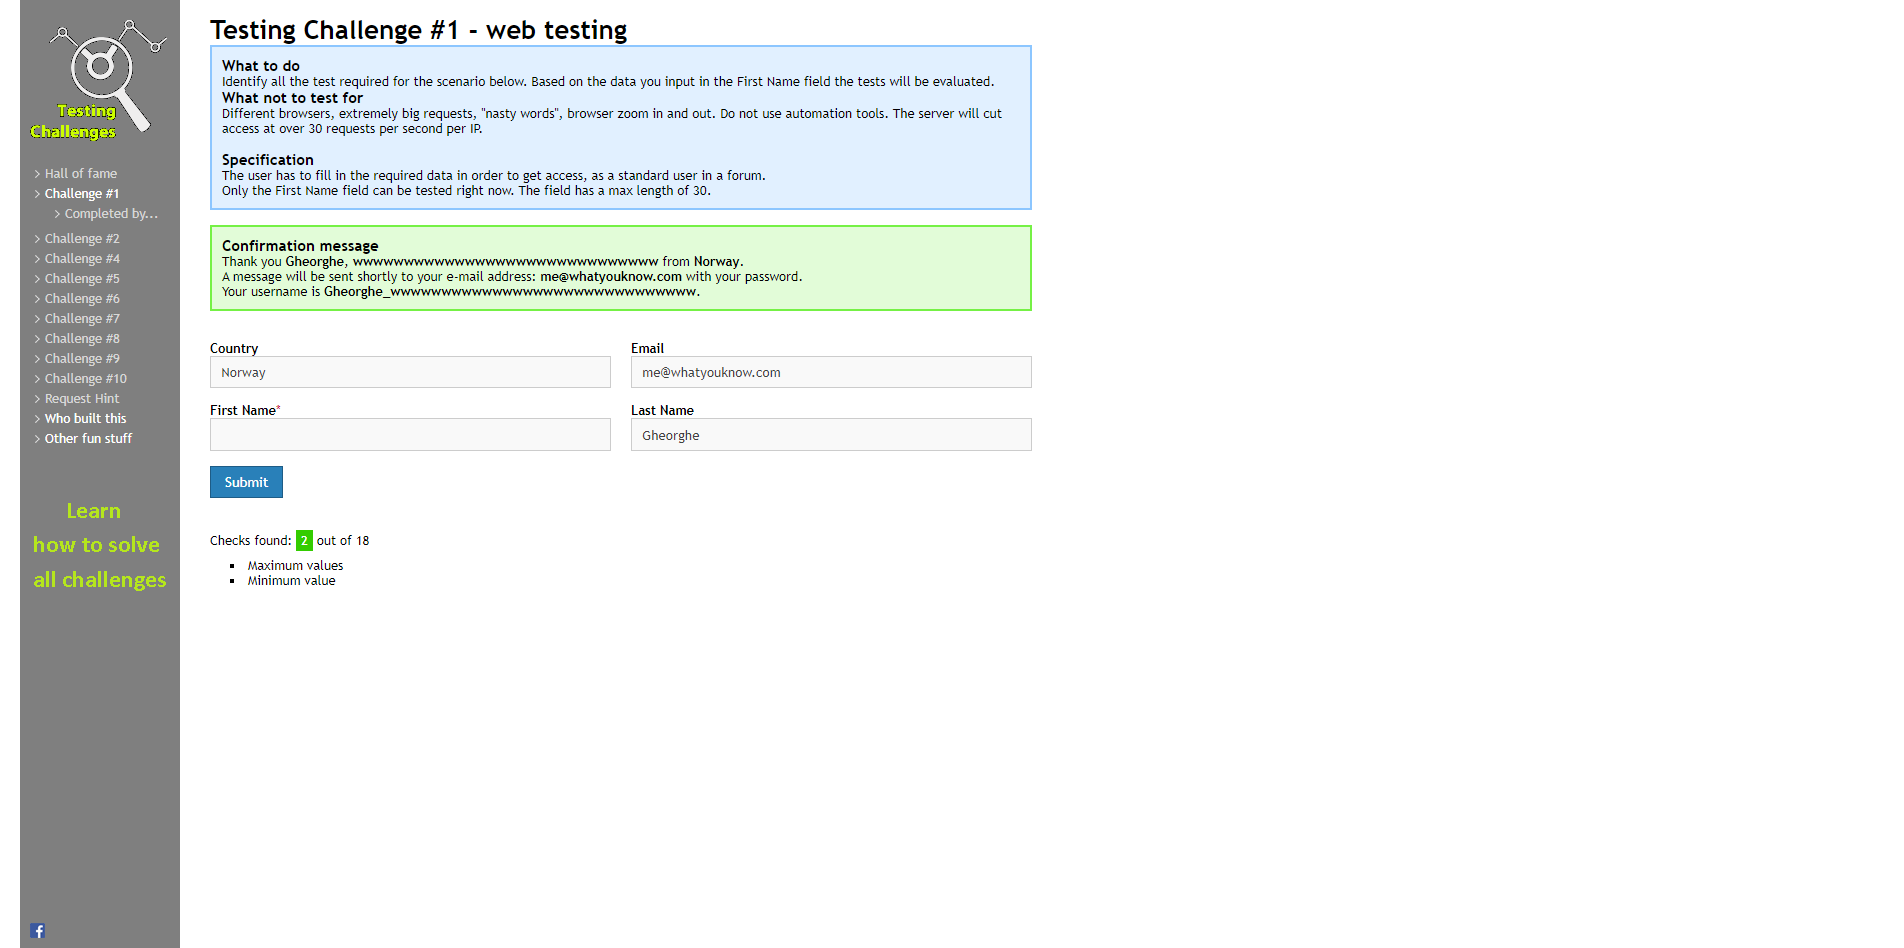 Testing
Challenges
Hall of fame
Challenge #1
Completed by...
Challenge #2
Challenge #4
Challenge #5
Challenge #6
Challenge #7
Challenge #8
Challenge #9
Challenge #10
Request Hint
Who built this
Other fun stuff
Learn
how to solve
all challenges
Testing Challenge #1 - web testing
What to do
Identify all the test required for the scenario below. Based on the data you input in the First Name field the tests will be evaluated.
What not to test for
Different browsers, extremely big requests, "nasty words", browser zoom in and out. Do not use automation tools. The server will cut
access at over 30 requests per second per IP.
Specification
The user has to fill in the required data in order to get access, as a standard user in a forum.
Only the First Name field can be tested right now. The field has a max length of 30.
Confirmation message
Thank you Gheorghe, wwwwwwwwwwwwwwwwwwwwwwwwwwwwww from Norway.
A message will be sent shortly to your e-mail address: me@whatyouknow.com with your password.
Your username is Gheorghe_wwwwwwwwwwwwwwwwwwwwwwwwwwwwww.
Country
Email
Norway
me@whatyouknow.com
First Name*
Last Name
Gheorghe
Submit
Checks found: 2 out of 18
Maximum values
Minimum value